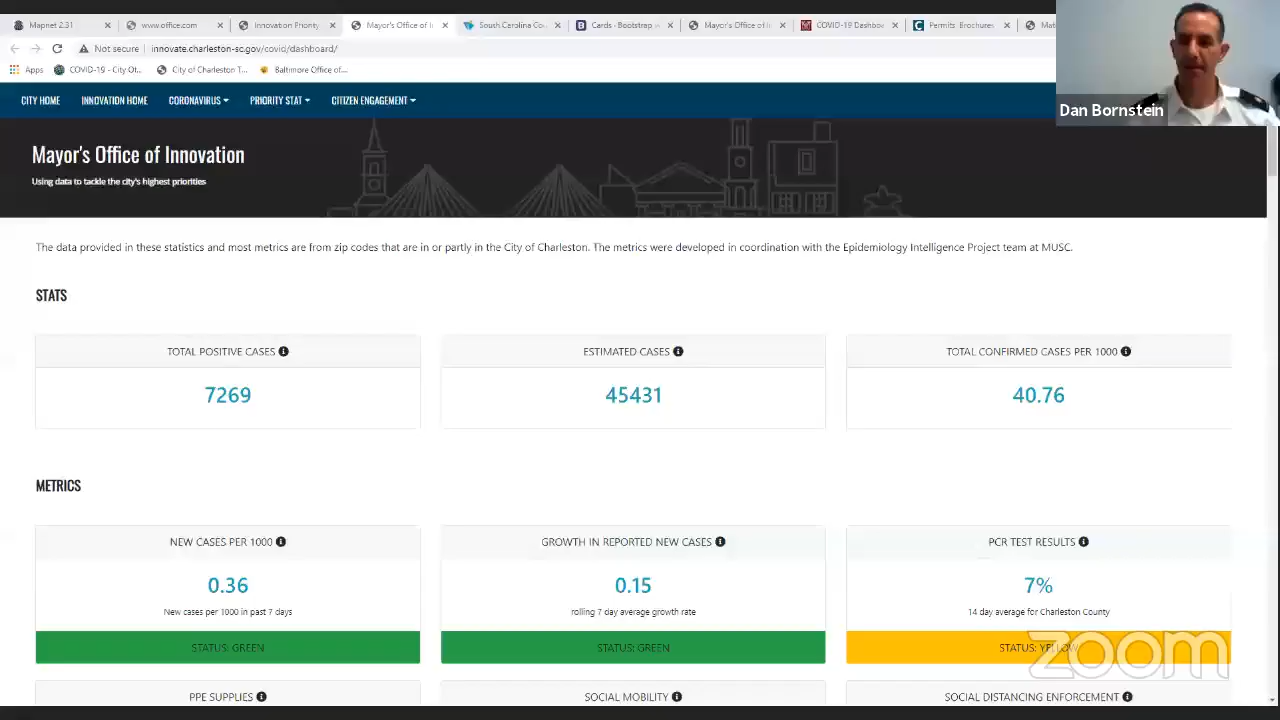 Mapnet 2.31
www.office.com
Innovation Priority
Mayor's Office of I
South Carolina Co
Cards · Bootstrap v
Mayor's Office of I
COVID-19 Dashbo
Permits, Brochures
Mat
Not secure | innovate.charleston-sc.gov/covid/dashboard/
Apps
COVID-19 - City Of...
City of Charleston T...
Baltimore Office of...
Dan Bornstein
CITY HOME
INNOVATION HOME
CORONAVIRUS
PRIORITY STAT
CITIZEN ENGAGEMENT
Mayor's Office of Innovation
Using data to tackle the city's highest priorities
The data provided in these statistics and most metrics are from zip codes that are in or partly in the City of Charleston. The metrics were developed in coordination with the Epidemiology Intelligence Project team at MUSC.
STATS
TOTAL POSITIVE CASES
7269
ESTIMATED CASES
45431
TOTAL CONFIRMED CASES PER 1000
40.76
METRICS
NEW CASES PER 1000
0.36
New cases per 1000 in past 7 days
STATUS: GREEN
GROWTH IN REPORTED NEW CASES
0.15
rolling 7 day average growth rate
STATUS: GREEN
PCR TEST RESULTS
7%
14 day average for Charleston County
STATUS: YELLOW
zoom
PPE SUPPLIES
SOCIAL MOBILITY
SOCIAL DISTANCING ENFORCEMENT